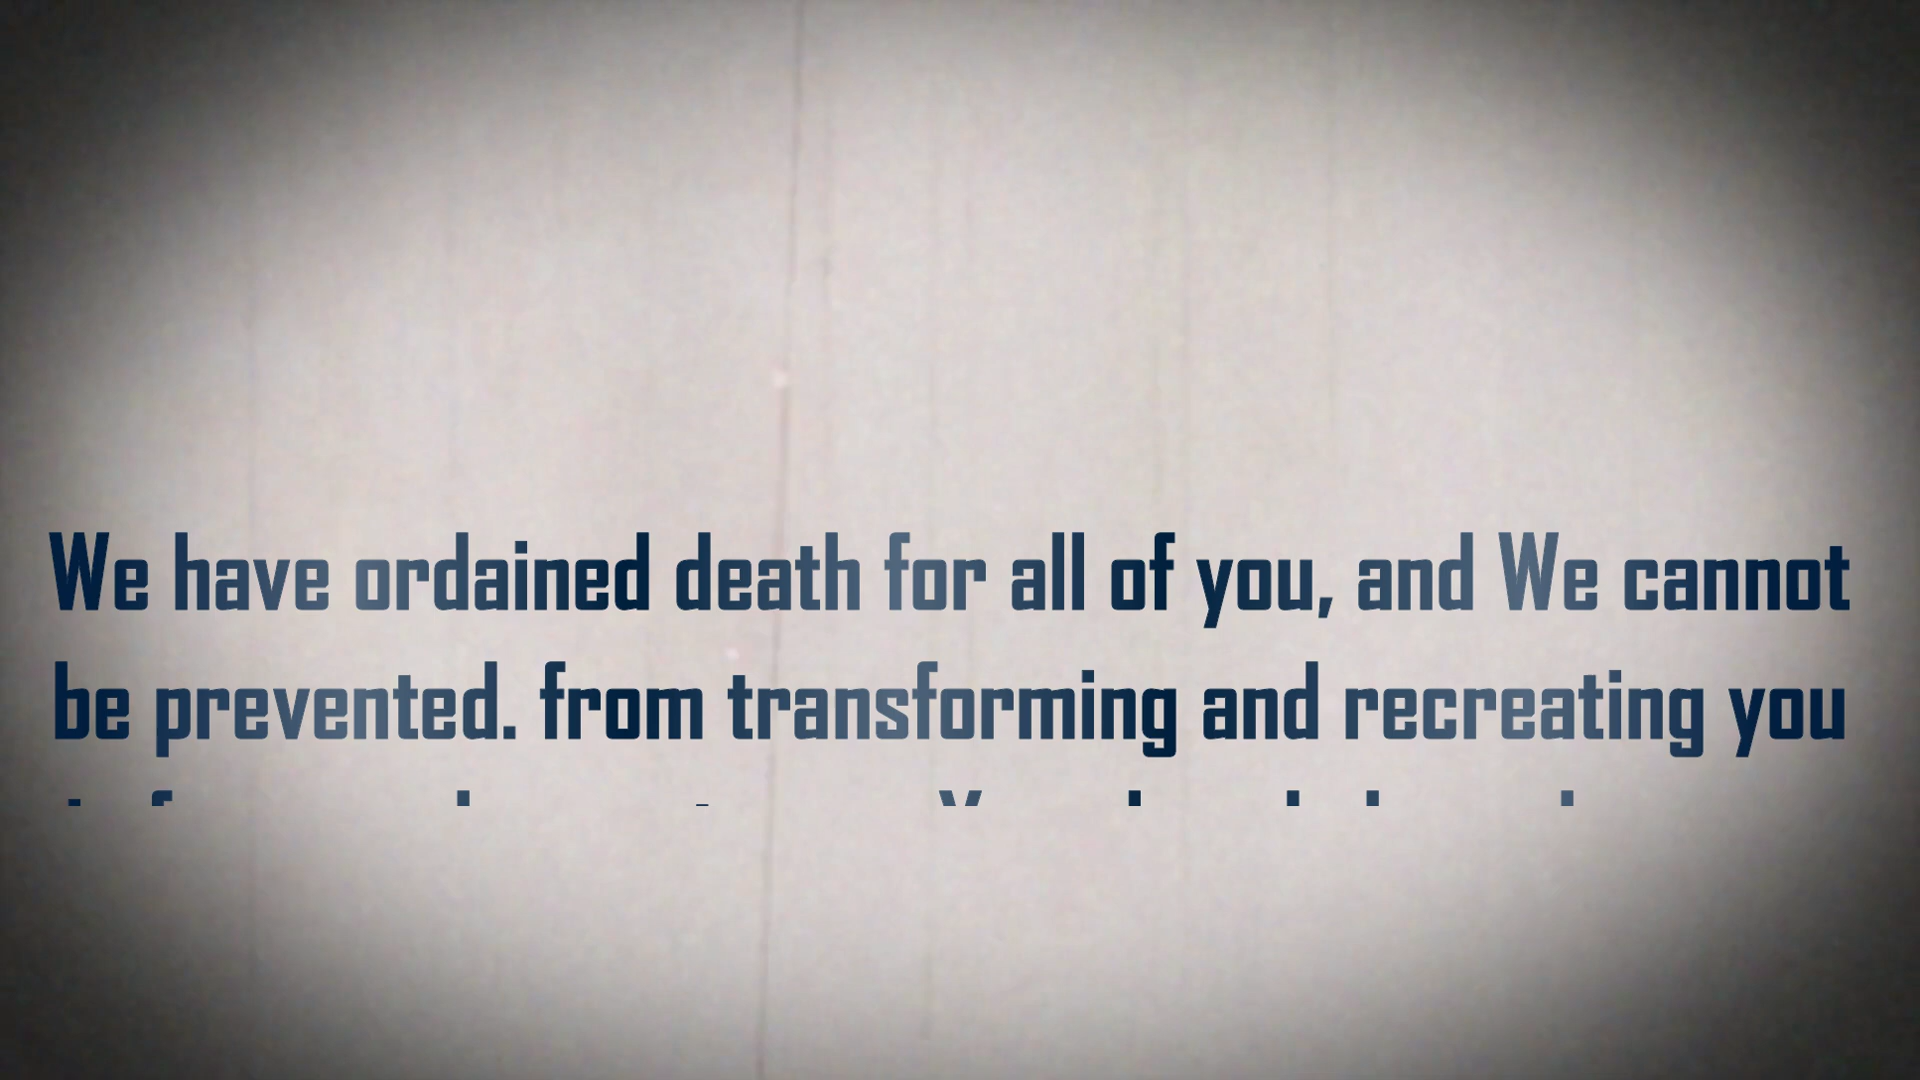 We have ordained death for all of you, and We cannot
be prevented. from transforming and recreating you